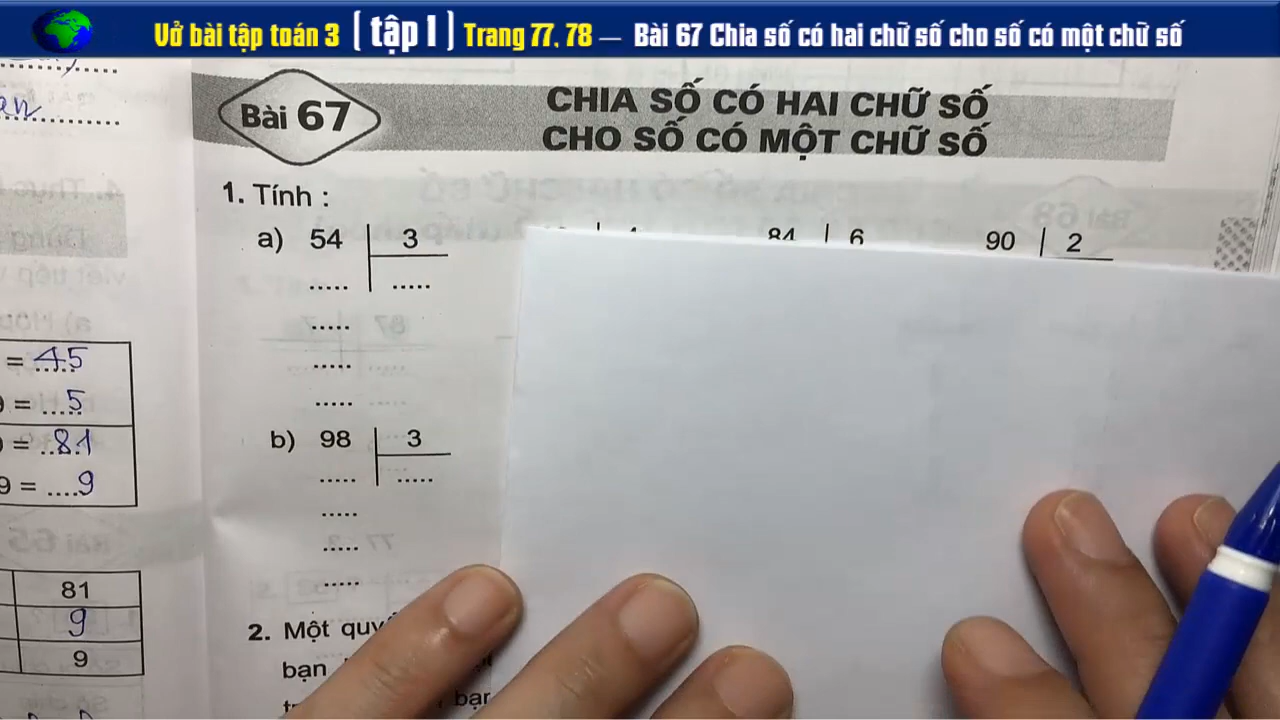 Vở bài tập toán 3 [ tập 1 ] Trang 77, 78 – Bài 67 Chia số có hai chữ số cho số có một chữ số
Bài 67
CHIA SỐ CÓ HAI CHỮ SỐ
CHO SỐ CÓ MỘT CHỮ SỐ
1. Tính :
a) 54 3 84 6 90 2
..... .....
.....
.....
.....
b) 98 3
..... .....
.....
.....
.....
2. Một
bạn
= 45
= ....5
= ..81
9 = ....9
81
9
9